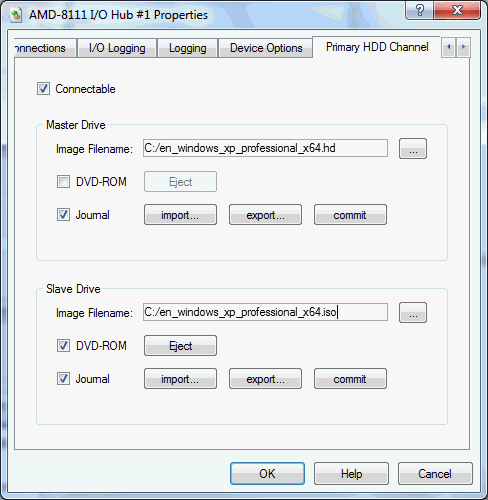 AMD-8111 I/O Hub #1 Properties
onnections I/O Logging Logging Device Options Primary HDD Channel
Connectable
Master Drive
Image Filename: C:/en_windows_xp_professional_x64.hd ...
DVD-ROM Eject
Journal import... export... commit
Slave Drive
Image Filename: C:/en_windows_xp_professional_x64.iso ...
DVD-ROM Eject
Journal import... export... commit
OK Help Cancel